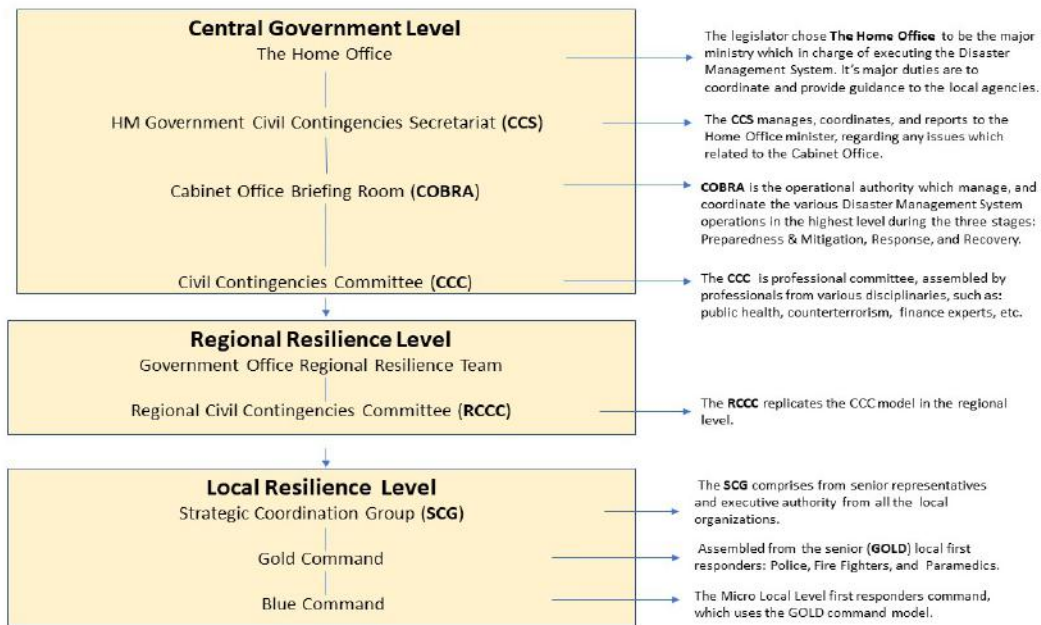 Central Government Level
The Home Office
The legislator chose The Home Office to be the major
ministry which in charge of executing the Disaster
Management System. It's major duties are to
coordinate and provide guidance to the local agencies.
HM Government Civil Contingencies Secretariat (CCS)
The CCS manages, coordinates, and reports to the
Home Office minister, regarding any issues which
related to the Cabinet Office.
Cabinet Office Briefing Room (COBRA)
COBRA is the operational authority which manage, and
coordinate the various Disaster Management System
operations in the highest level during the three stages:
Preparedness & Mitigation, Response, and Recovery.
Civil Contingencies Committee (CCC)
The CCC is professional committee, assembled by
professionals from various disciplinaries, such as:
public health, counterterrorism, finance experts, etc.
Regional Resilience Level
Government Office Regional Resilience Team
Regional Civil Contingencies Committee (RCCC)
The RCCC replicates the CCC model in the regional
level.
Local Resilience Level
Strategic Coordination Group (SCG)
The SCG comprises from senior representatives
and executive authority from all the local
organizations.
Gold Command
Assembled from the senior (GOLD) local first
responders: Police, Fire Fighters, and Paramedics.
Blue Command
The Micro Local Level first responders command,
which uses the GOLD command model.